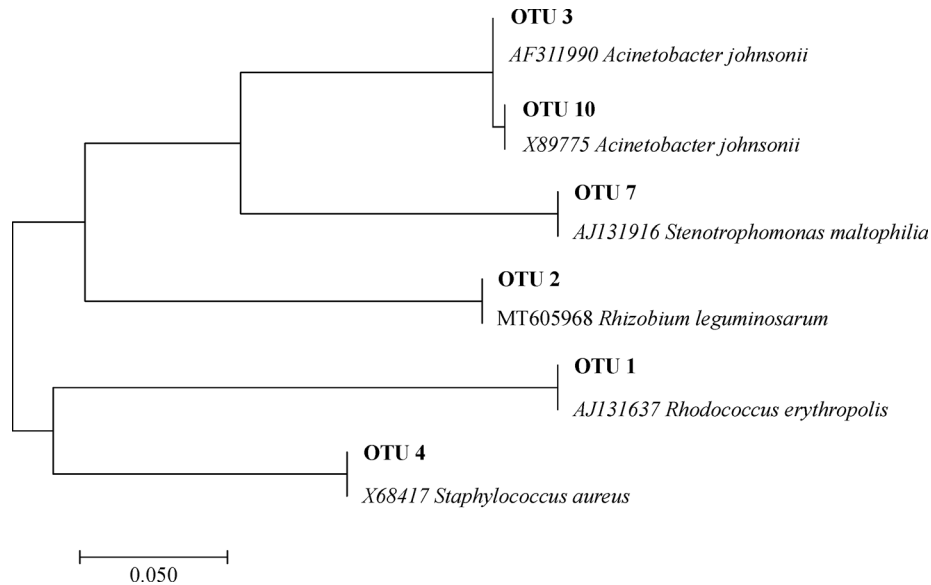 OTU 3
AF311990 Acinetobacter johnsonii
OTU 10
X89775 Acinetobacter johnsonii
OTU 7
AJ131916 Stenotrophomonas maltophilia
OTU 2
MT605968 Rhizobium leguminosarum
OTU 1
AJ131637 Rhodococcus erythropolis
OTU 4
X68417 Staphylococcus aureus
0.050